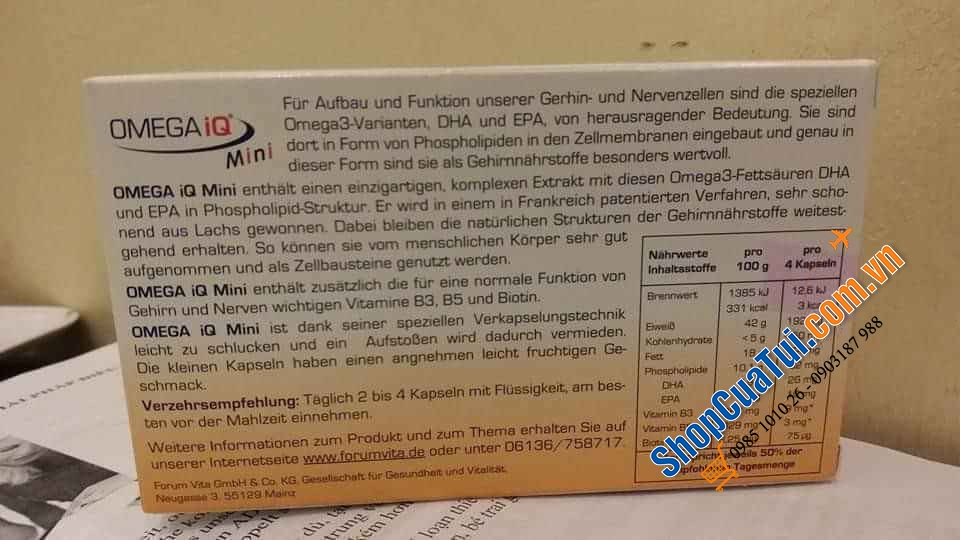 OMEGA iQ®
Mini
Für Aufbau und Funktion unserer Gerhin- und Nervenzellen sind die speziellen
Omega3-Varianten, DHA und EPA, von herausragender Bedeutung. Sie sind
dort in Form von Phospholipiden in den Zellmembranen eingebaut und genau in
dieser Form sind sie als Gehirnnährstoffe besonders wertvoll.
OMEGA iQ Mini enthält einen einzigartigen, komplexen Extrakt mit diesen Omega3-Fettsäuren DHA
und EPA in Phospholipid-Struktur. Er wird in einem in Frankreich patentierten Verfahren, sehr scho-
nend aus Lachs gewonnen. Dabei bleiben die natürlichen Strukturen der Gehirnnährstoffe weitest-
gehend erhalten. So können sie vom menschlichen Körper sehr gut
aufgenommen und als Zellbausteine genutzt werden.
OMEGA iQ Mini enthält zusätzlich die für eine normale Funktion von
Gehirn und Nerven wichtigen Vitamine B3, B5 und Biotin.
OMEGA iQ Mini ist dank seiner speziellen Verkapselungstechnik
leicht zu schlucken und ein Aufstoßen wird dadurch vermieden.
Die kleinen Kapseln haben einen angnehmen leicht fruchtigen Ge-
schmack.
Verzehrsempfehlung: Täglich 2 bis 4 Kapseln mit Flüssigkeit, am bes-
ten vor der Mahlzeit einnehmen.
Weitere Informationen zum Produkt und zum Thema erhalten Sie auf
unserer Internetseite www.forumvita.de oder unter 06136/758717.
Forum Vita GmbH & Co. KG, Gesellschaft für Gesundheit und Vitalität,
Neugasse 3, 55129 Mainz
Nährwerte pro pro
Inhaltsstoffe 100 g 4 Kapseln
Brennwert 1385 kJ 12,6 kJ
331 kcal 3
Eiweiß 42 g
Kohlenhydrate < 5 g
Fett
Phospholipide
DHA
EPA
Vitamin B3 mg
Vitamin B5 mg 3 mg*
75 µg
50% der
Tagesmenge
ShopCuaTui.com.vn
0985 1010 26 - 0903187 988